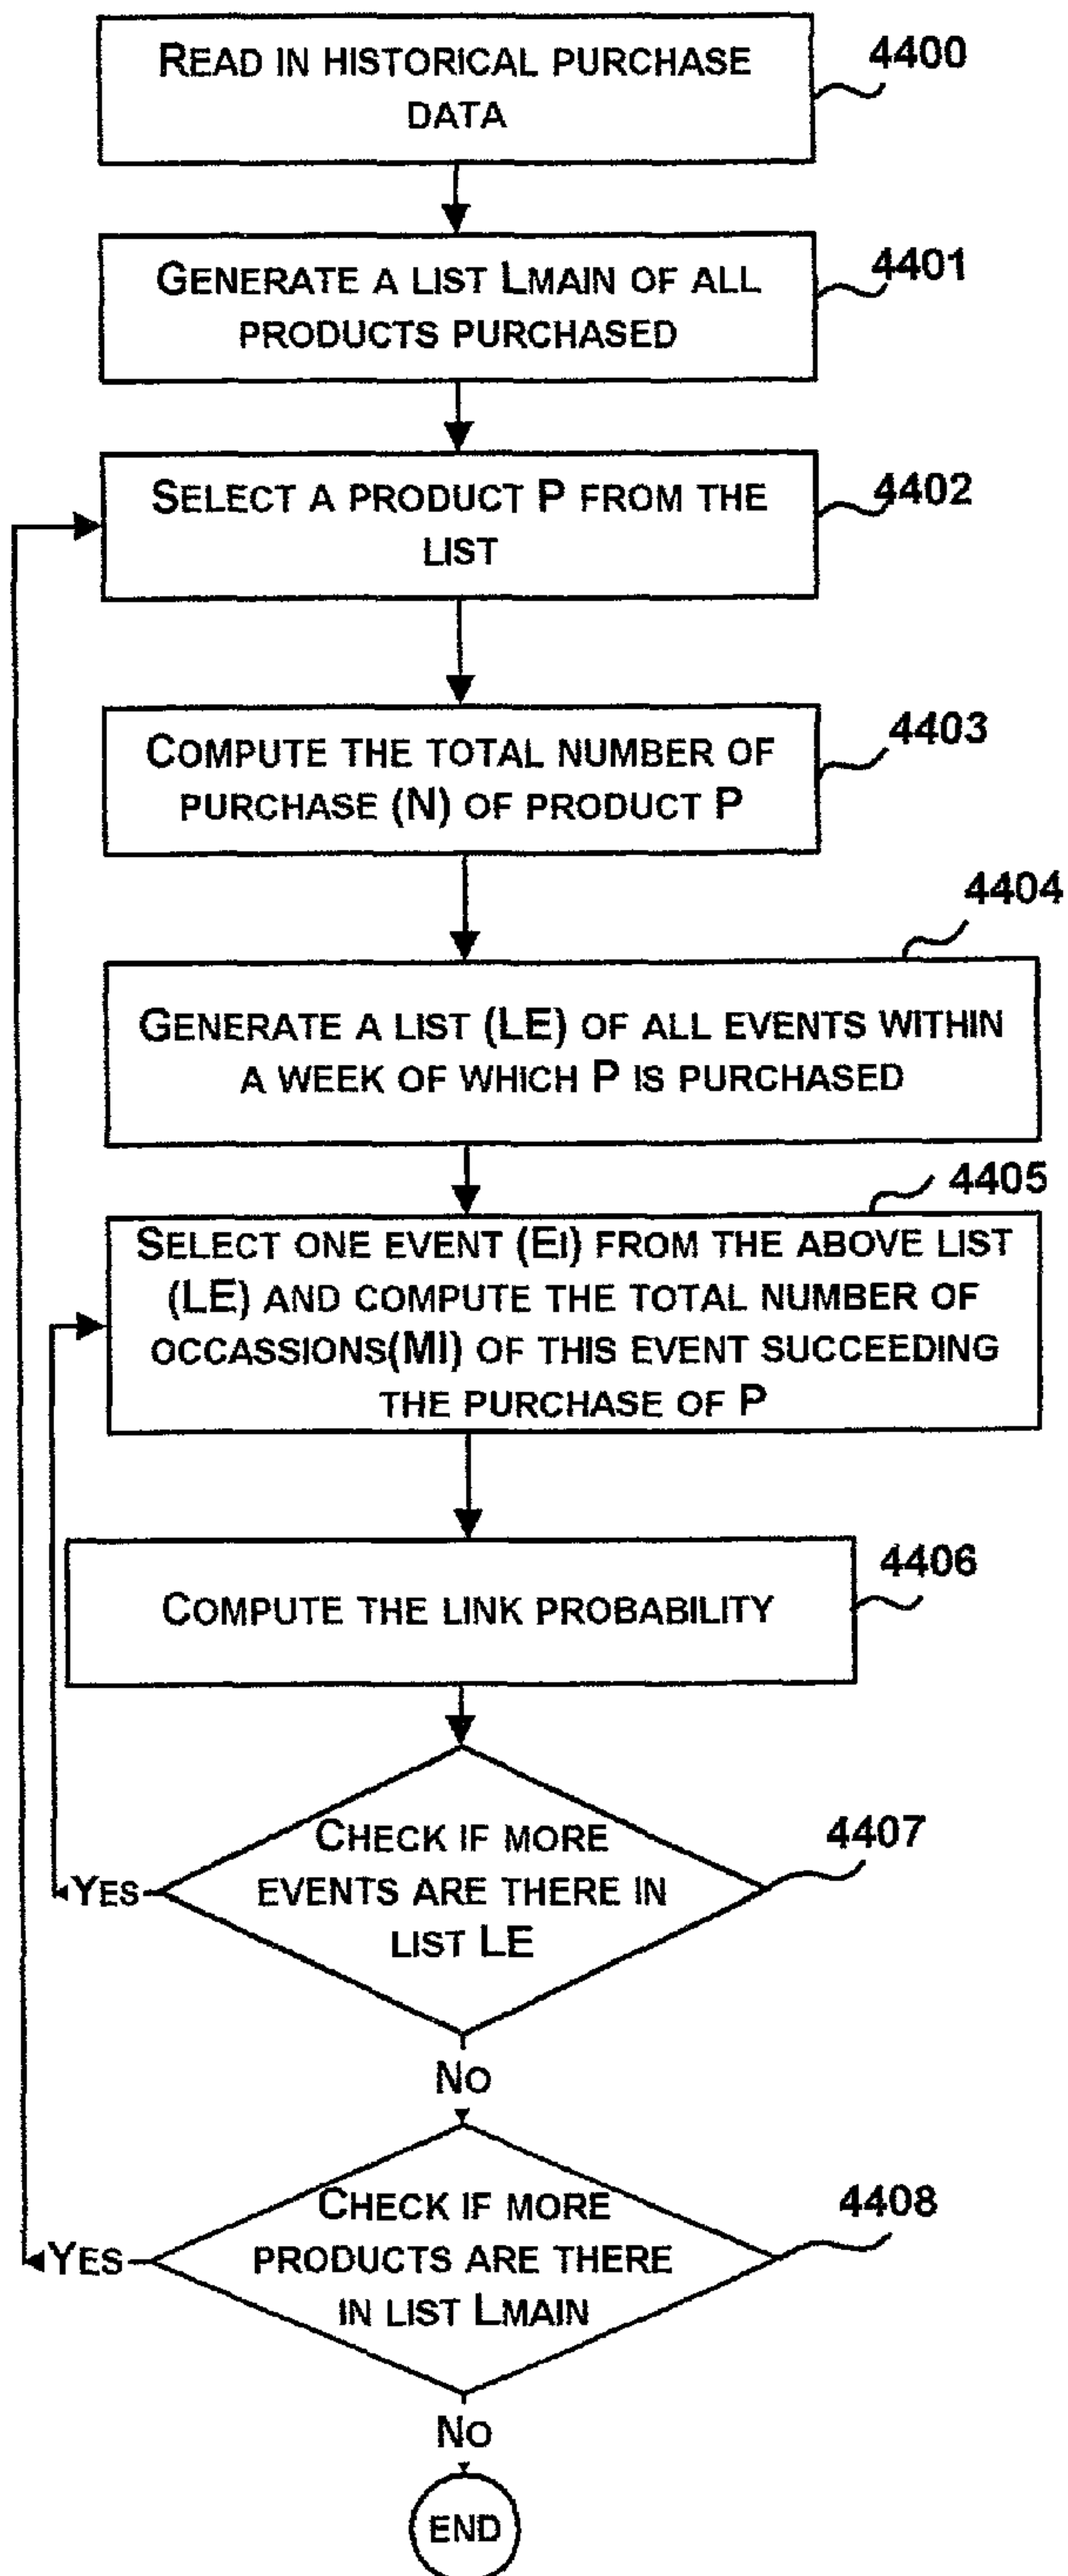 READ IN HISTORICAL PURCHASE
DATA
4400
GENERATE A LIST LMAIN OF ALL
PRODUCTS PURCHASED
4401
SELECT A PRODUCT P FROM THE
LIST
4402
COMPUTE THE TOTAL NUMBER OF
PURCHASE (N) OF PRODUCT P
4403
4404
GENERATE A LIST (LE) OF ALL EVENTS WITHIN
A WEEK OF WHICH P IS PURCHASED
4405
SELECT ONE EVENT (EI) FROM THE ABOVE LIST
(LE) AND COMPUTE THE TOTAL NUMBER OF
OCCASSIONS(MI) OF THIS EVENT SUCCEEDING
THE PURCHASE OF P
COMPUTE THE LINK PROBABILITY
4406
CHECK IF MORE
EVENTS ARE THERE IN
LIST LE
4407
YES
NO
CHECK IF MORE
PRODUCTS ARE THERE
IN LIST LMAIN
4408
YES
NO
END